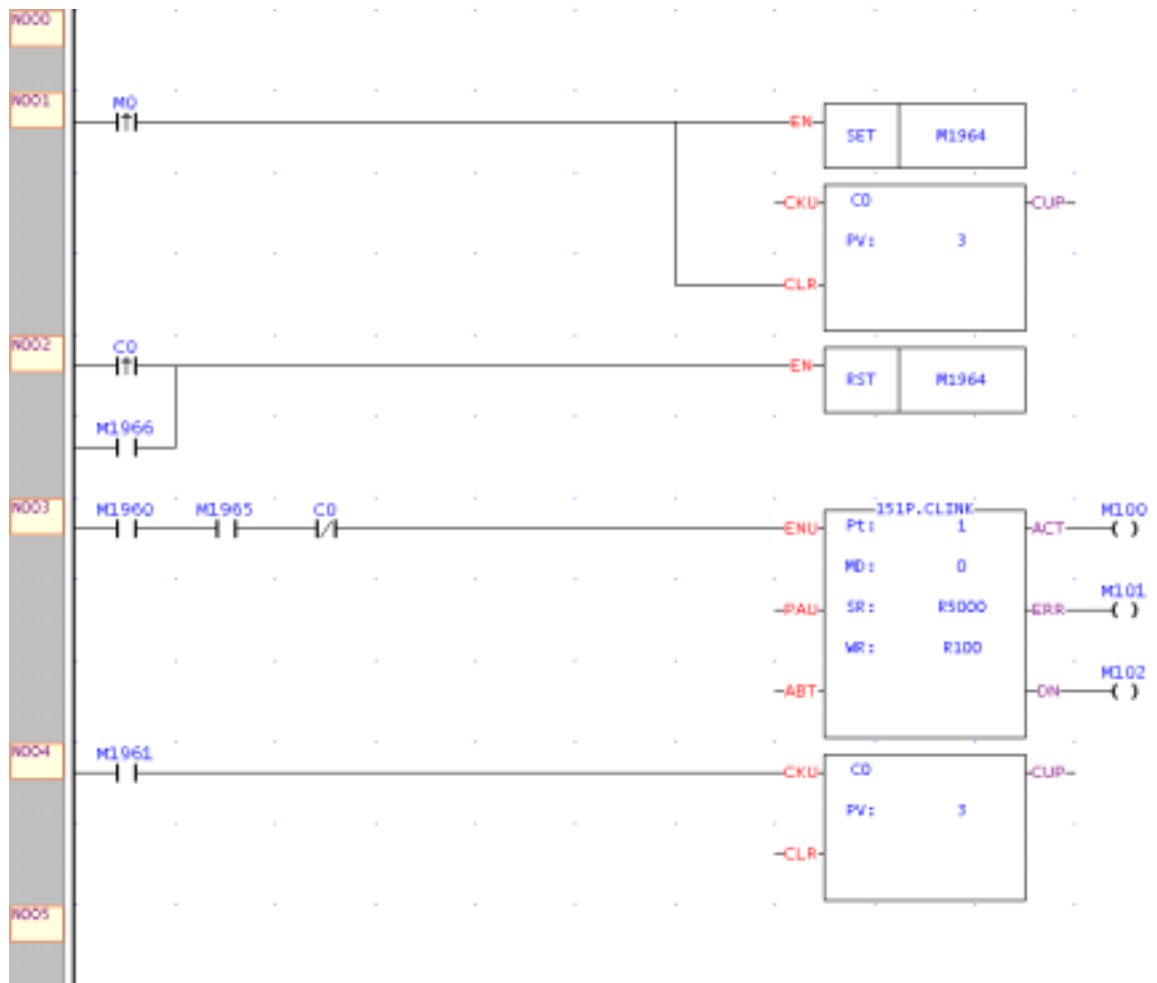 N000
N001
M0
EN
SET M1964
CKU
C0
CUP
PV: 3
CLR
N002
C0
EN
RST M1964
M1966
N003
M1960 M1965 C0
151P.CLINK
M100
ENU
Pt: 1
ACT
MD: 0
M101
PAU
SR: R5000
ERR
WR: R100
M102
ABT
DN
N004
M1961
CKU
C0
CUP
PV: 3
CLR
N005